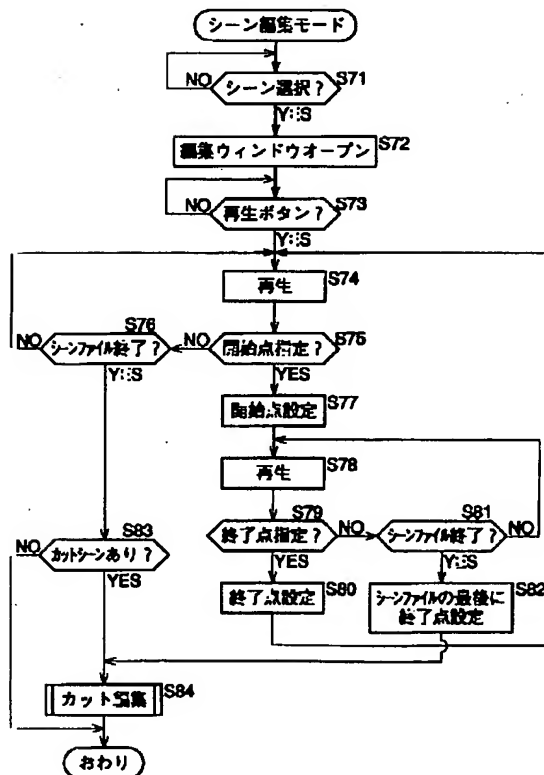 シーン編集モード
NO シーン選択? S71
YES
編集ウィンドウオープン S72
NO 再生ボタン? S73
YES
再生 S74
NO シーンファイル終了? S76 NO 開始点指定? S75
YES YES
開始点設定 S77
再生 S78
終了点指定? S79 NO シーンファイル終了? S81 NO
YES YES
NO カットシーンあり? S83
YES
終了点設定 S80
シーンファイルの最後に
終了点設定 S82
カット編集 S84
おわり